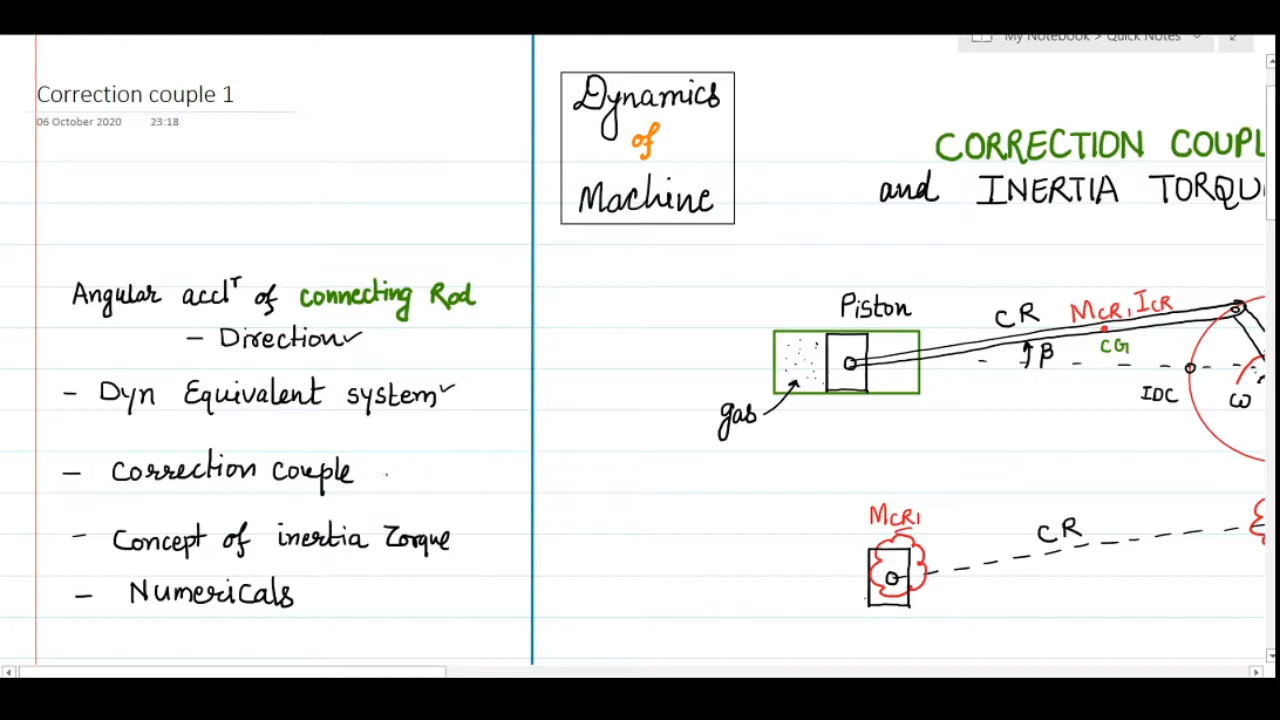 My Notebook > Quick Notes
Correction couple 1
06 October 2020 23:18
Dynamics
of
Machine
CORRECTION COUPL
and INERTIA TORQU
Angular acclr of connecting Rod
- Direction
- Dyn Equivalent system
- Correction couple
- Concept of inertia Torque
- Numericals
Piston
CR
MCR, ICR
CG
β
IDC
ω
gas
MCR1
CR